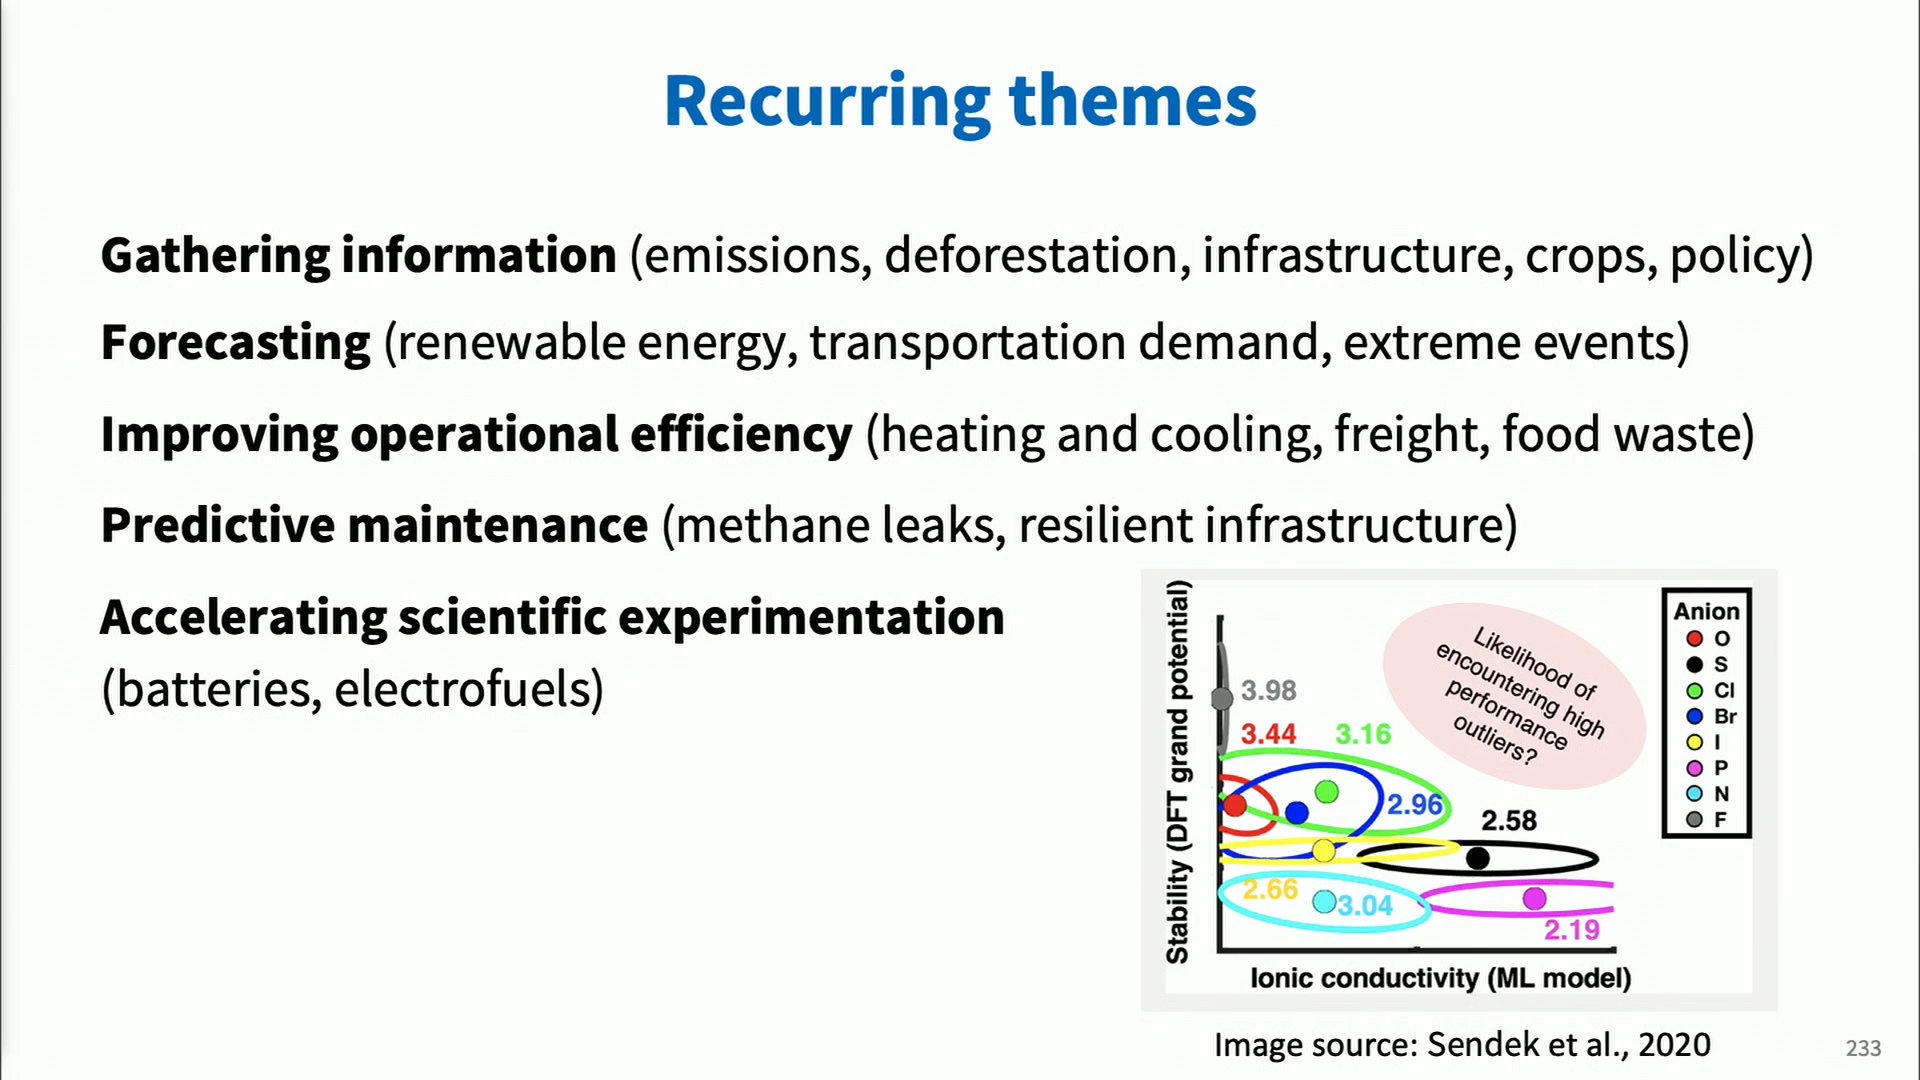 Recurring themes
Gathering information (emissions, deforestation, infrastructure, crops, policy)
Forecasting (renewable energy, transportation demand, extreme events)
Improving operational efficiency (heating and cooling, freight, food waste)
Predictive maintenance (methane leaks, resilient infrastructure)
Accelerating scientific experimentation
(batteries, electrofuels)
Stability (DFT grand potential)
3.98
3.44
3.16
2.96
2.58
2.66
3.04
2.19
Likelihood of
encountering high
performance
outliers?
Anion
O
S
Cl
Br
I
P
N
F
Ionic conductivity (ML model)
Image source: Sendek et al., 2020
233